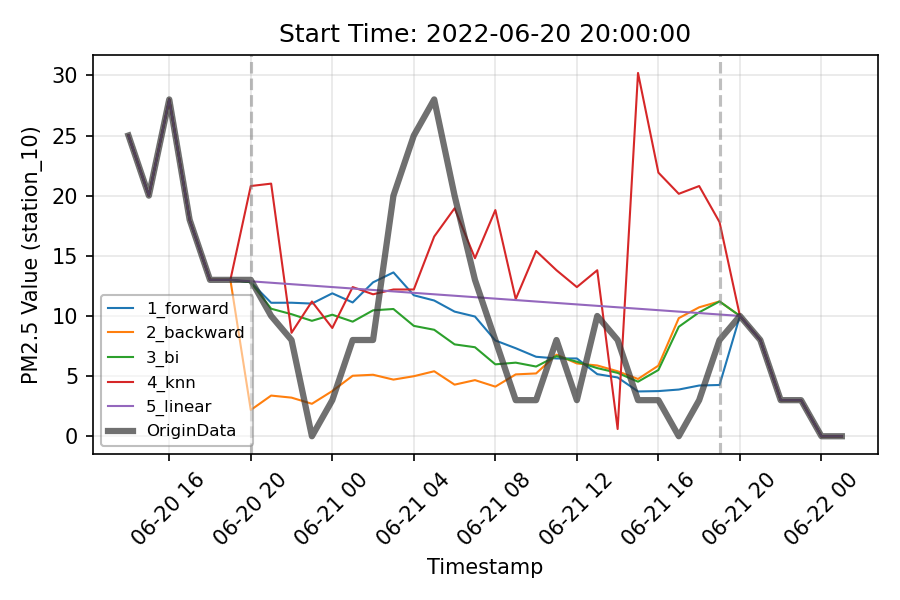 Start Time: 2022-06-20 20:00:00
PM2.5 Value (station_10)
30
25
20
15
10
5
0
1_forward
2_backward
3_bi
4_knn
5_linear
OriginData
06-20 16
06-20 20
06-21 00
06-21 04
06-21 08
06-21 12
06-21 16
06-21 20
06-22 00
Timestamp